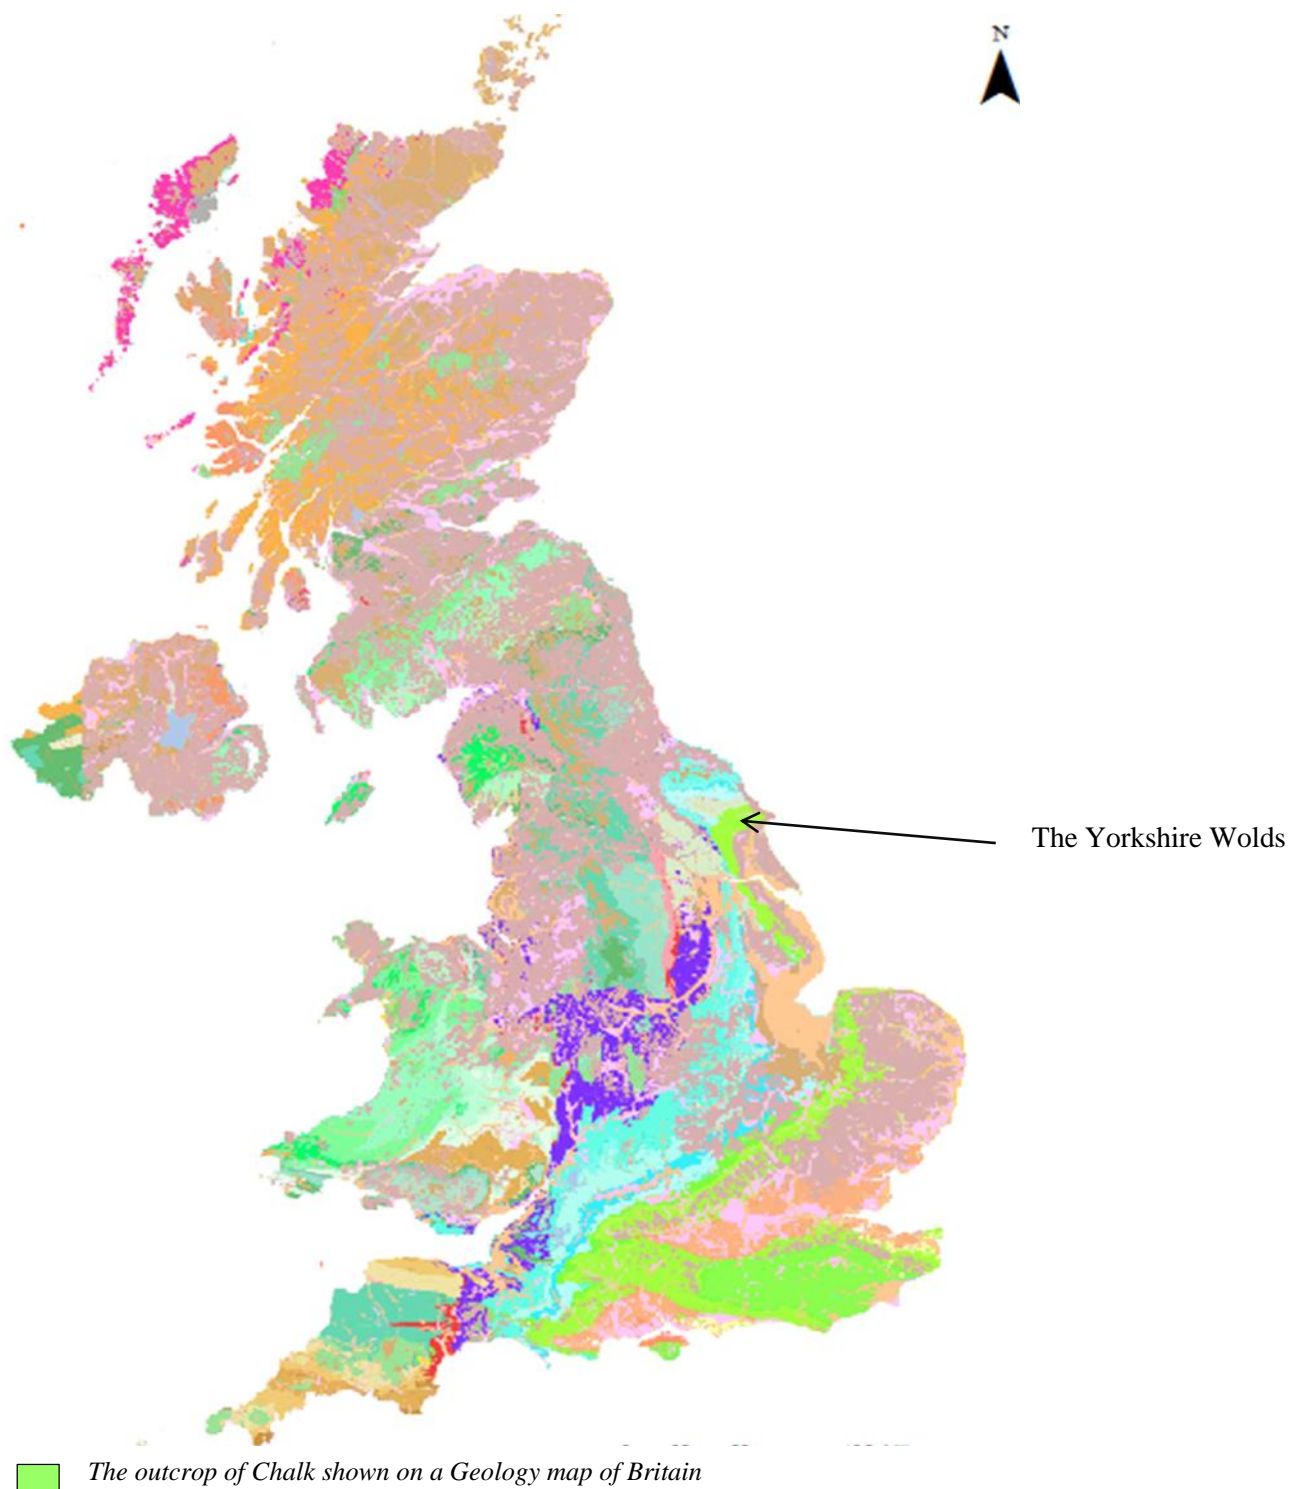 N
The Yorkshire Wolds
The outcrop of Chalk shown on a Geology map of Britain